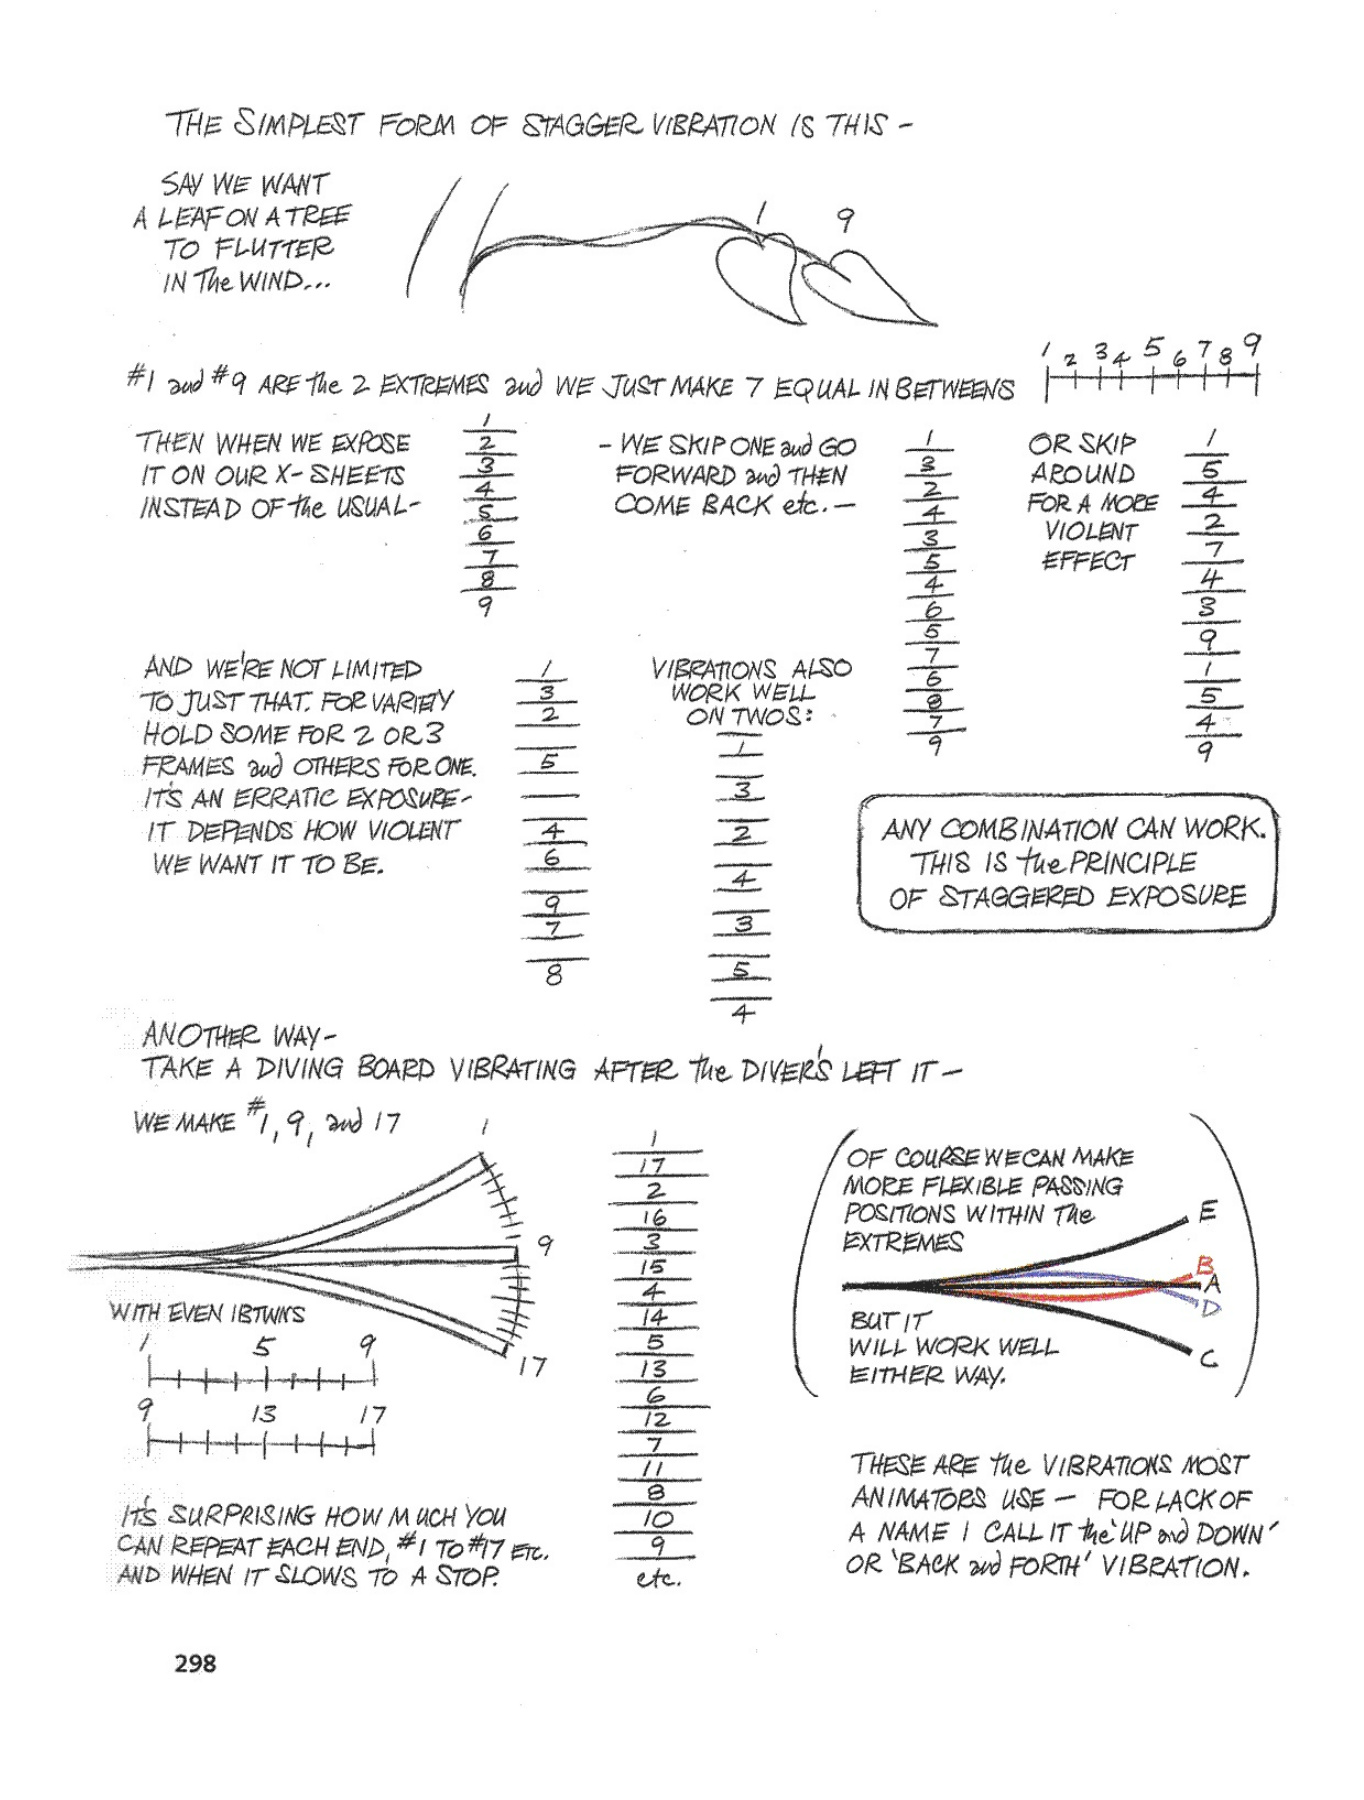 THE SIMPLEST FORM OF STAGGER VIBRATION IS THIS –
SAY WE WANT
A LEAF ON A TREE
TO FLUTTER
IN The WIND...
1
9
#1 and #9 ARE the 2 EXTREMES and WE JUST MAKE 7 EQUAL IN BETWEENS
1 2 3 4 5 6 7 8 9
THEN WHEN WE EXPOSE
IT ON OUR X-SHEETS
INSTEAD OF the USUAL-
1
2
3
4
5
6
7
8
9
- WE SKIP ONE and GO
FORWARD and THEN
COME BACK etc. —
1
3
2
4
3
5
4
6
5
7
6
8
7
9
OR SKIP
AROUND
FOR A MORE
VIOLENT
EFFECT
1
5
4
2
7
4
3
9
1
5
4
9
AND WE'RE NOT LIMITED
TO JUST THAT. FOR VARIETY
HOLD SOME FOR 2 OR 3
FRAMES and OTHERS FOR ONE.
IT'S AN ERRATIC EXPOSURE-
IT DEPENDS HOW VIOLENT
WE WANT IT TO BE.
1
3
2
5
4
6
9
7
8
VIBRATIONS ALSO
WORK WELL
ON TWOS:
1
3
2
4
3
5
4
ANY COMBINATION CAN WORK.
THIS IS the PRINCIPLE
OF STAGGERED EXPOSURE
ANOTHER WAY-
TAKE A DIVING BOARD VIBRATING AFTER the DIVER'S LEFT IT —
WE MAKE #1, 9, and 17
1
9
17
WITH EVEN IBTWNS
1 5 9
9 13 17
IT'S SURPRISING HOW MUCH YOU
CAN REPEAT EACH END, #1 TO #17 ETC.
AND WHEN IT SLOWS TO A STOP.
1
17
2
16
3
15
4
14
5
13
6
12
7
11
8
10
9
etc.
OF COURSE WE CAN MAKE
MORE FLEXIBLE PASSING
POSITIONS WITHIN The
EXTREMES
E
B
A
D
C
BUT IT
WILL WORK WELL
EITHER WAY.
THESE ARE the VIBRATIONS MOST
ANIMATORS USE — FOR LACK OF
A NAME I CALL IT the 'UP and DOWN'
OR 'BACK and FORTH' VIBRATION.
298